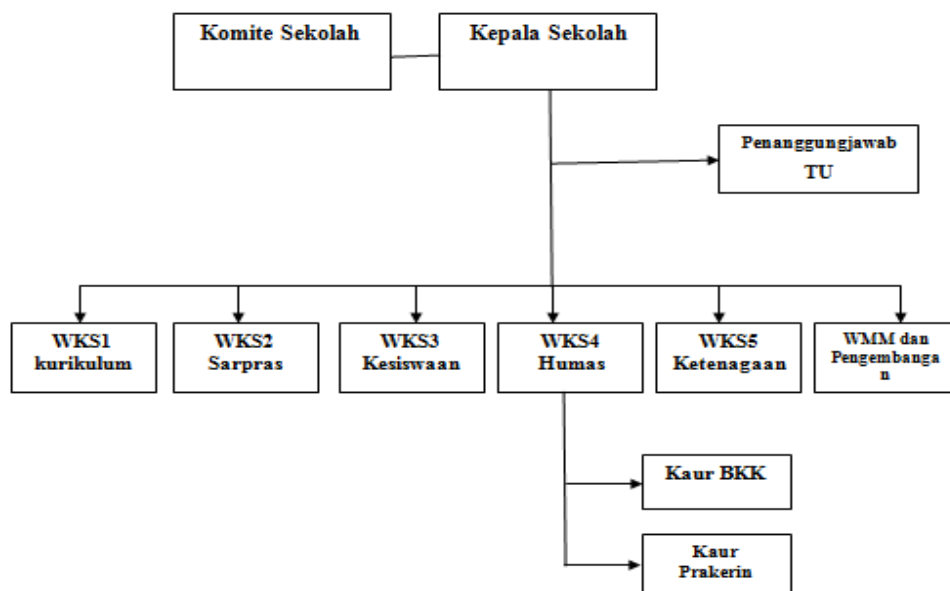 Komite Sekolah
Kepala Sekolah
Penanggungjawab
TU
WKS1
kurikulum
WKS2
Sarpras
WKS3
Kesiswaan
WKS4
Humas
WKS5
Ketenagaan
WMM dan
Pengembanga
n
Kaur BKK
Kaur
Prakerin